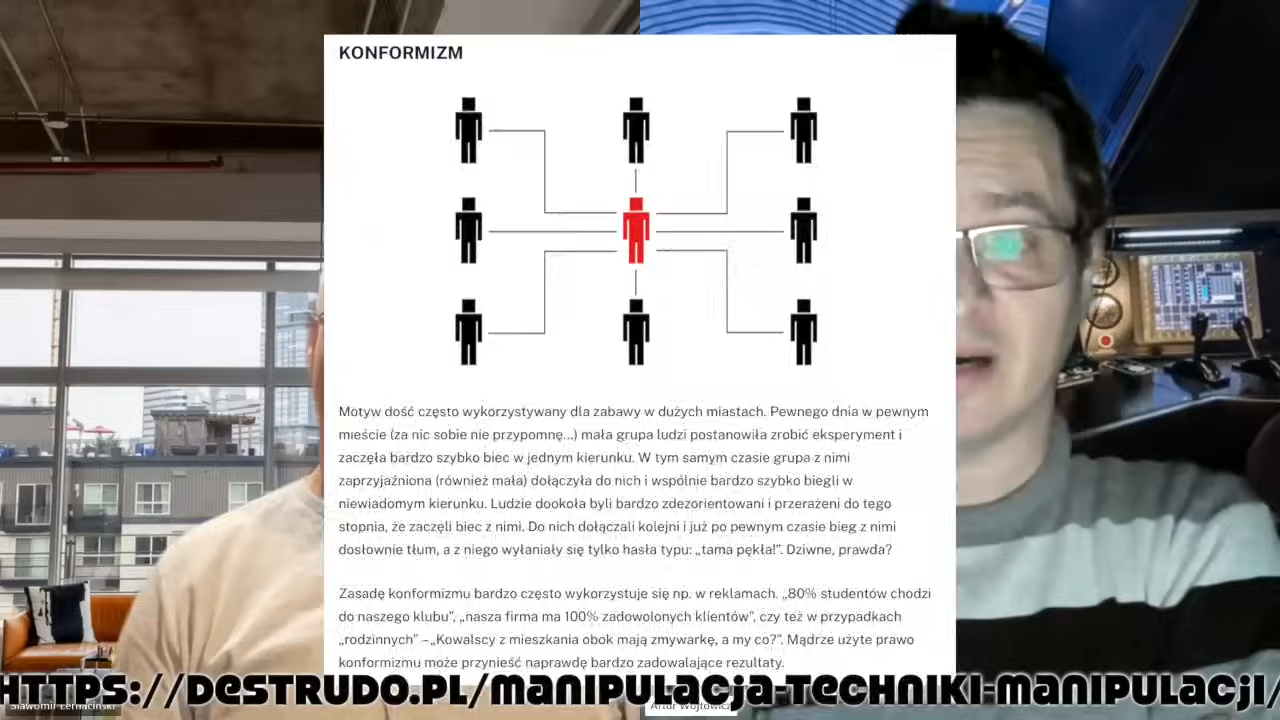 KONFORMIZM
Motyw dość często wykorzystywany dla zabawy w dużych miastach. Pewnego dnia w pewnym
mieście (za nic sobie nie przypomnę...) mała grupa ludzi postanowiła zrobić eksperyment i
zaczęła bardzo szybko biec w jednym kierunku. W tym samym czasie grupa z nimi
zaprzyjaźniona (również mała) dołączyła do nich i wspólnie bardzo szybko biegli w
niewiadomym kierunku. Ludzie dookoła byli bardzo zdezorientowani i przerażeni do tego
stopnia, że zaczęli biec z nimi. Do nich dołączali kolejni i już po pewnym czasie bieg z nimi
dosłownie tłum, a z niego wyłaniały się tylko hasła typu: „tama pękła!”. Dziwne, prawda?
Zasadę konformizmu bardzo często wykorzystuje się np. w reklamach. „80% studentów chodzi
do naszego klubu”, „nasza firma ma 100% zadowolonych klientów”, czy też w przypadkach
„rodzinnych” – „Kowalscy z mieszkania obok mają zmywarkę, a my co?”. Mądrze użyte prawo
konformizmu może przynieść naprawdę bardzo zadowalające rezultaty.
HTTPS://DESTRUDO.PL/MANIPULACJA-TECHNIKI-MANIPULACJI/
Artur Wójtowicz